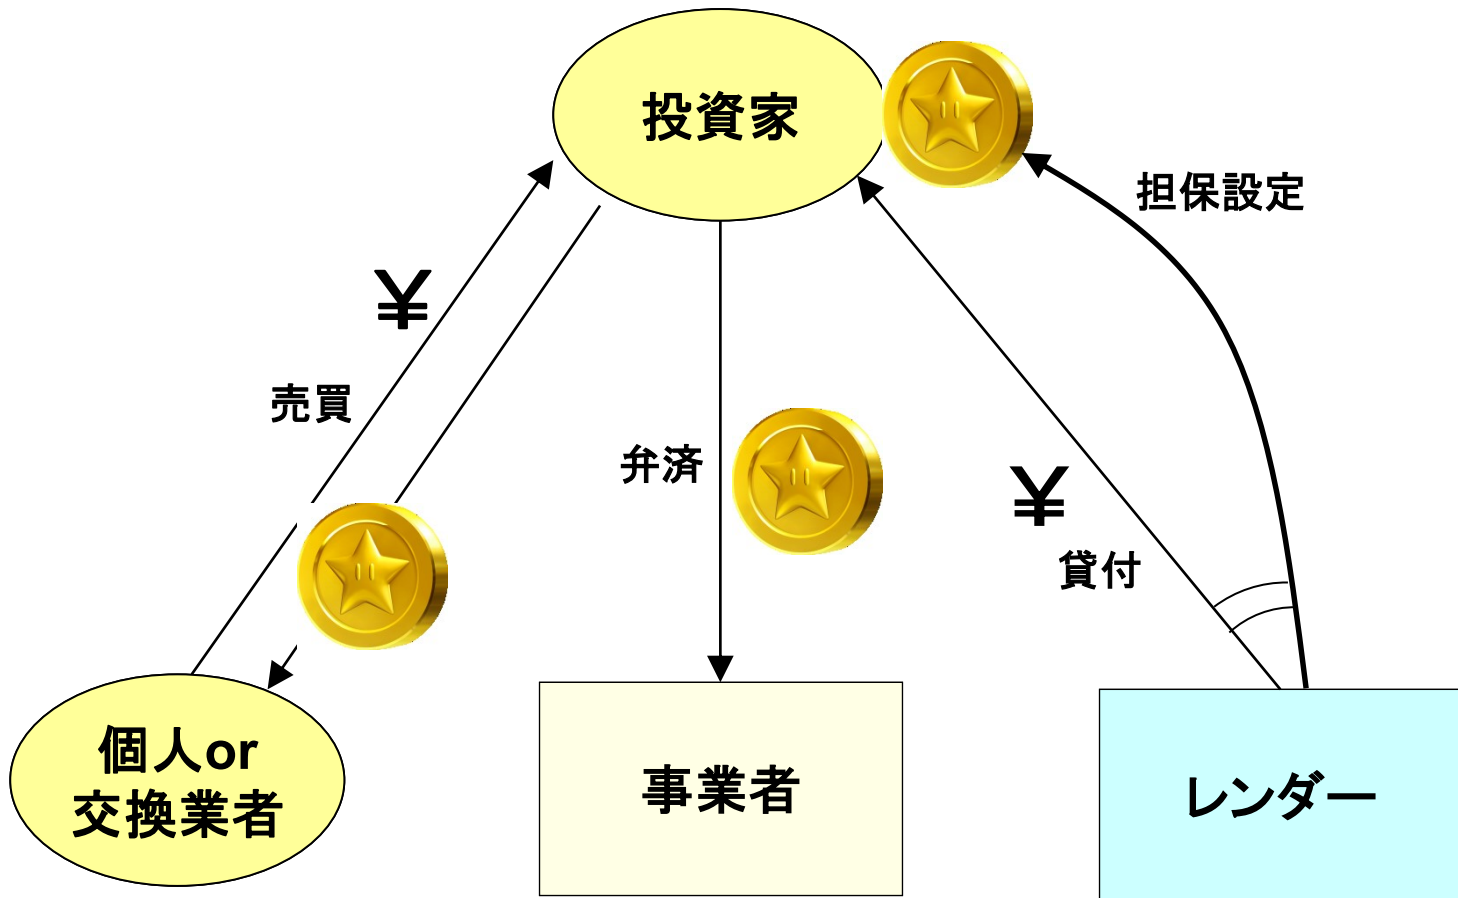 投資家
担保設定
¥
売買
弁済
¥
貸付
個人or
交換業者
事業者
レンダー